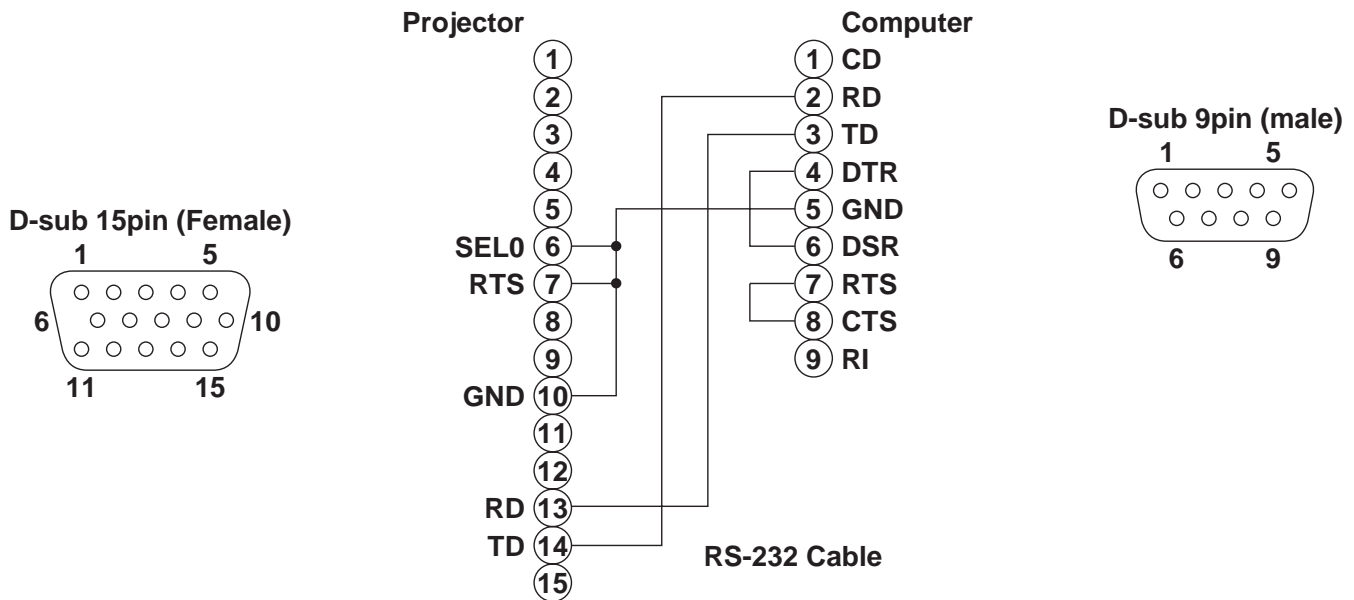 Projector
1
2
3
4
5
SEL0 6
RTS 7
8
9
GND 10
11
12
RD 13
TD 14
15
Computer
1 CD
2 RD
3 TD
4 DTR
5 GND
6 DSR
7 RTS
8 CTS
9 RI
D-sub 15pin (Female)
1 5
6 10
11 15
D-sub 9pin (male)
1 5
6 9
RS-232 Cable